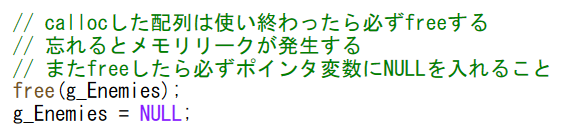 // callocした配列は使い終わったら必ずfreeする
// 忘れるとメモリリークが発生する
// またfreeしたら必ずポインタ変数にNULLを入れること
free(g_Enemies);
g_Enemies = NULL;